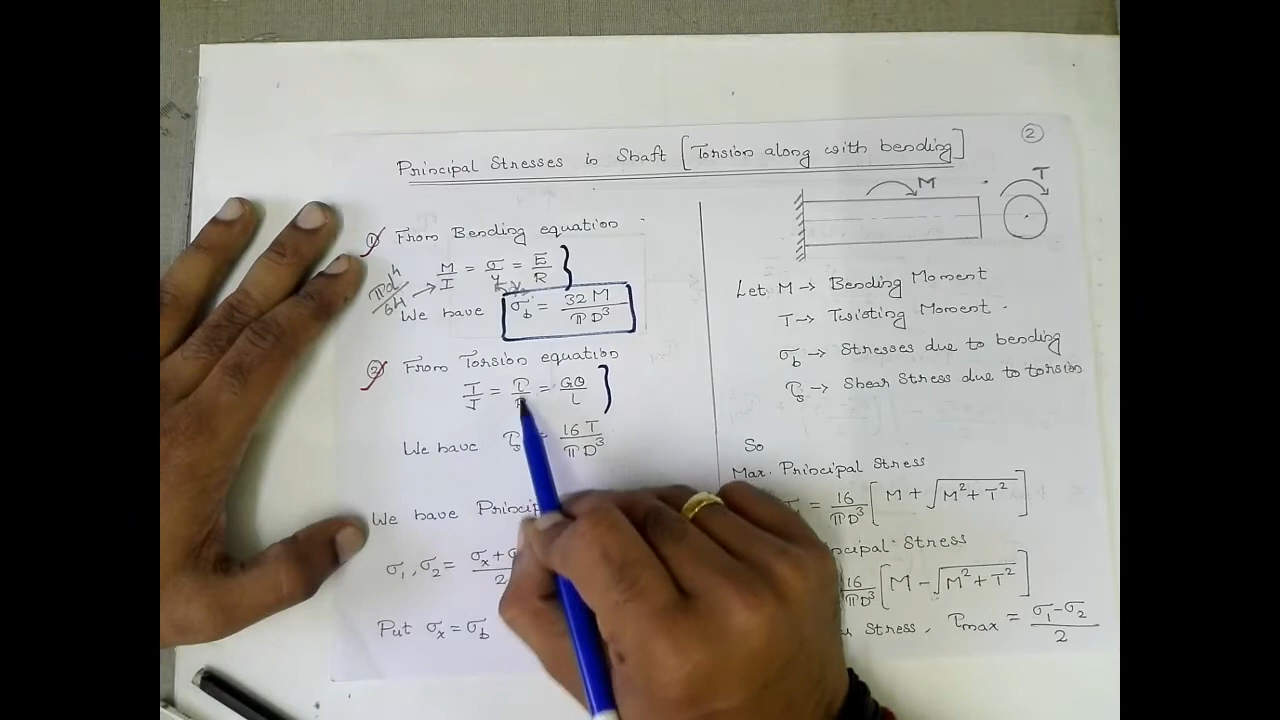 ②
Principal Stresses in Shaft [Torsion along with bending]
① From Bending equation
M/I = σ/y = E/R
πd⁴/64
We have σb = 32 M/πD³
② From Torsion equation
T/J = τ/R = Gθ/L
We have τs = 16 T/πD³
We have
σ1, σ2 =
Put σx = σb
M
T
Let M → Bending Moment
T → Twisting Moment
σb → Stresses due to bending
τs → Shear Stress due to torsion
So
Max. Principal Stress
= 16/πD³ [M + √(M² + T²)]
Stress
16/πD³ [M − √(M² + T²)]
Stress, τmax = (σ1 − σ2)/2